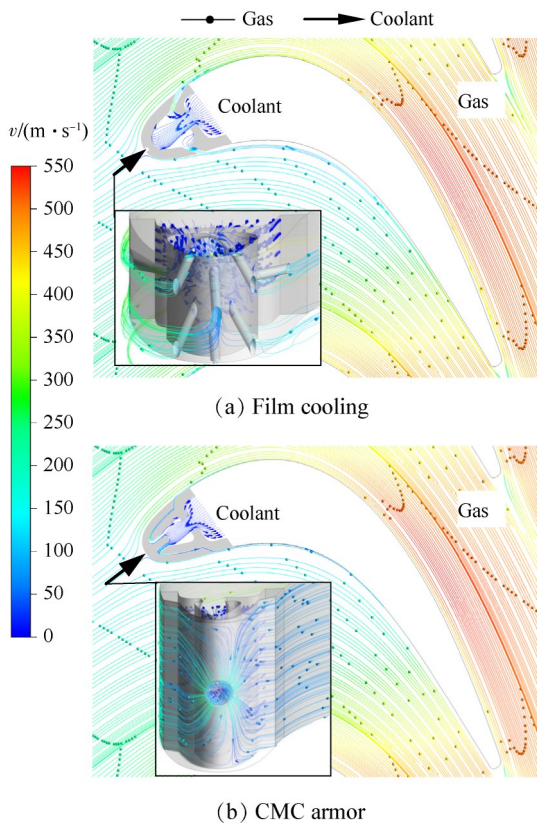 Gas Coolant
v/(m · s⁻¹)
550
500
450
400
350
300
250
200
150
100
50
0
Coolant
Gas
(a) Film cooling
Coolant
Gas
(b) CMC armor